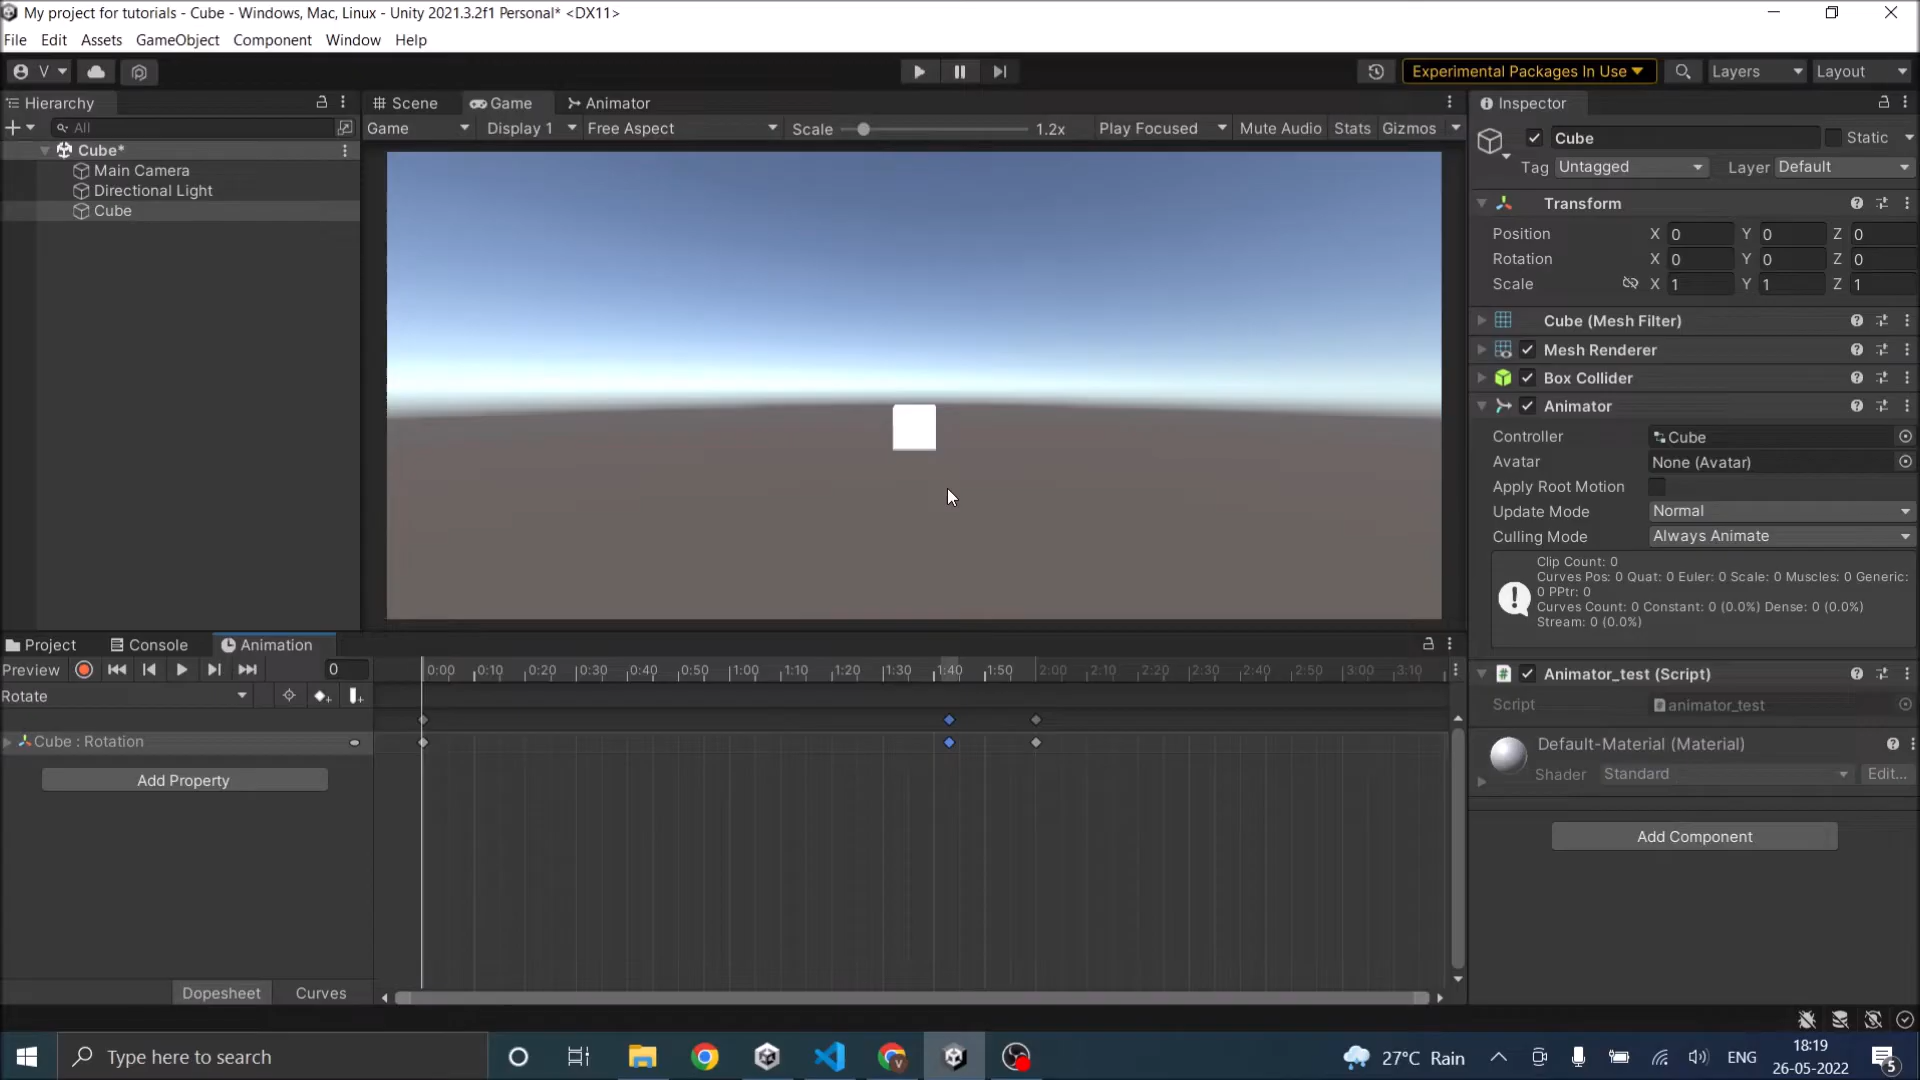 My project for tutorials - Cube - Windows, Mac, Linux - Unity 2021.3.2f1 Personal* <DX11>
File Edit Assets GameObject Component Window Help
V Experimental Packages In Use Layers Layout
Hierarchy
All
Cube*
Main Camera
Directional Light
Cube
Scene Game Animator
Game Display 1 Free Aspect Scale 1.2x Play Focused Mute Audio Stats Gizmos
Inspector
Cube Static
Tag Untagged Layer Default
Transform
Position X 0 Y 0 Z 0
Rotation X 0 Y 0 Z 0
Scale X 1 Y 1 Z 1
Cube (Mesh Filter)
Mesh Renderer
Box Collider
Animator
Controller Cube
Avatar None (Avatar)
Apply Root Motion
Update Mode Normal
Culling Mode Always Animate
Clip Count: 0
Curves Pos: 0 Quat: 0 Euler: 0 Scale: 0 Muscles: 0 Generic:
0 PPtr: 0
Curves Count: 0 Constant: 0 (0.0%) Dense: 0 (0.0%)
Stream: 0 (0.0%)
Animator_test (Script)
Script animator_test
Default-Material (Material)
Shader Standard Edit...
Add Component
Project Console Animation
Preview 0 0:00 0:10 0:20 0:30 0:40 0:50 1:00 1:10 1:20 1:30 1:40 1:50 2:00 2:10 2:20 2:30 2:40 2:50 3:00 3:10
Rotate
Cube : Rotation
Add Property
Dopesheet Curves
Type here to search
27°C Rain
ENG
18:19
26-05-2022
5